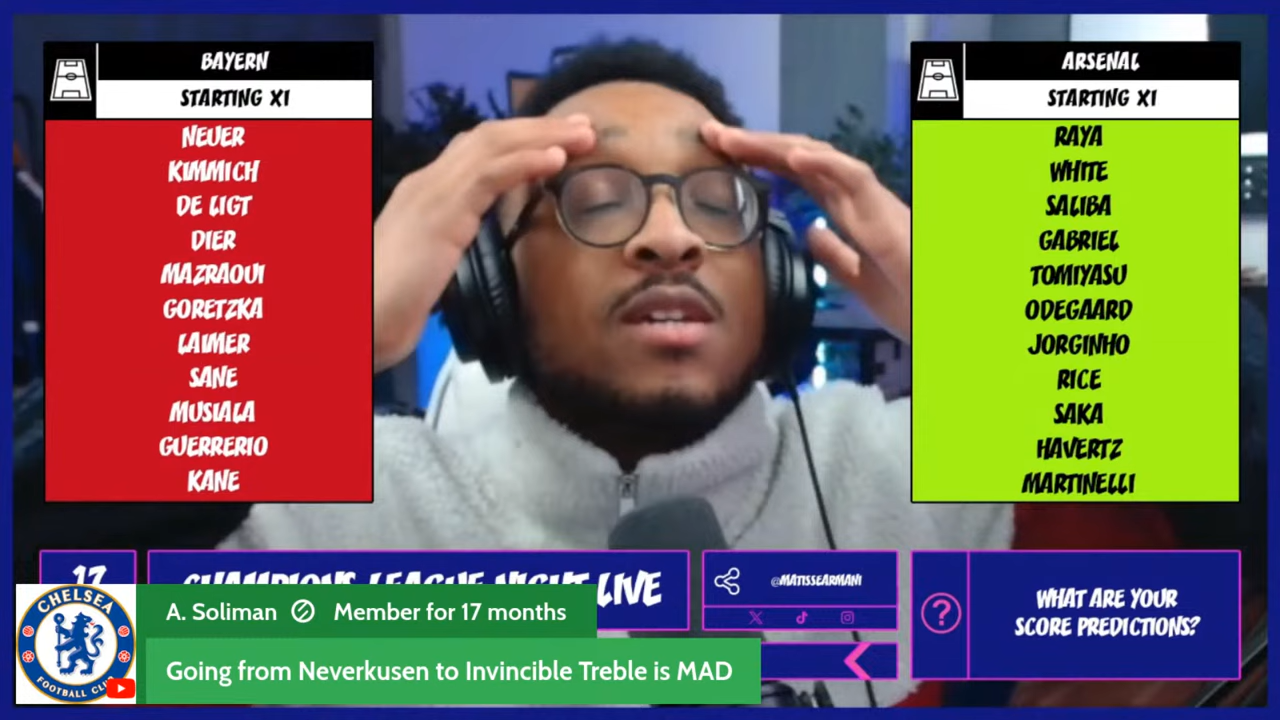 BAYERN
STARTING XI
NEUER
KIMMICH
DE LIGT
DIER
MAZRAOUI
GORETZKA
LAIMER
SANE
MUSIALA
GUERRERIO
KANE
ARSENAL
STARTING XI
RAYA
WHITE
SALIBA
GABRIEL
TOMIYASU
ODEGAARD
JORGINHO
RICE
SAKA
HAVERTZ
MARTINELLI
17
CHAMPIONS LEAGUE NIGHT LIVE
@MATISSEARMANI
WHAT ARE YOUR
SCORE PREDICTIONS?
CHELSEA
FOOTBALL CLU
A. Soliman Member for 17 months
Going from Neverkusen to Invincible Treble is MAD